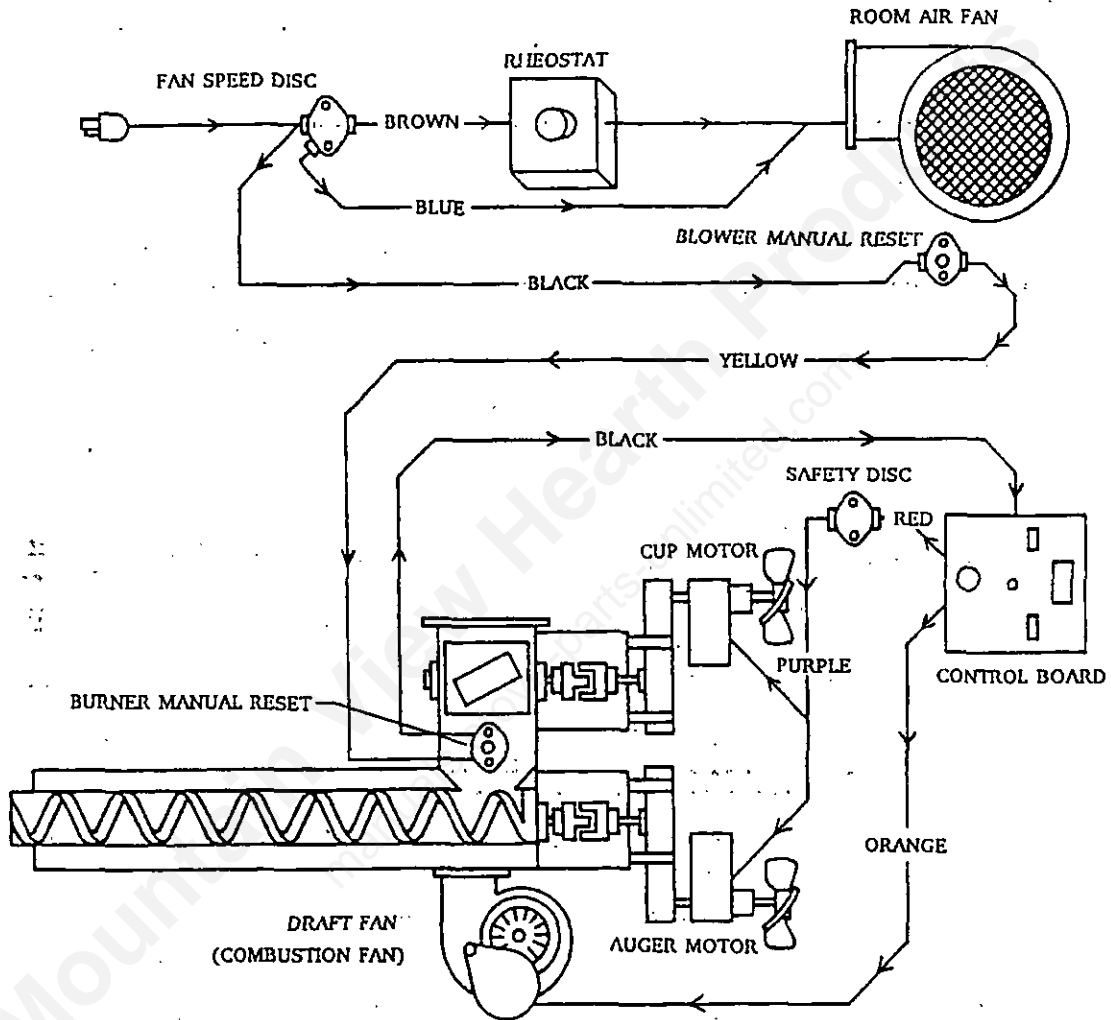 ROOM AIR FAN
RHEOSTAT
FAN SPEED DISC
BROWN
BLUE
BLOWER MANUAL RESET
BLACK
YELLOW
BLACK
SAFETY DISC
RED
CUP MOTOR
PURPLE
CONTROL BOARD
BURNER MANUAL RESET
ORANGE
DRAFT FAN
(COMBUSTION FAN)
AUGER MOTOR
Mountain View Hearth Products